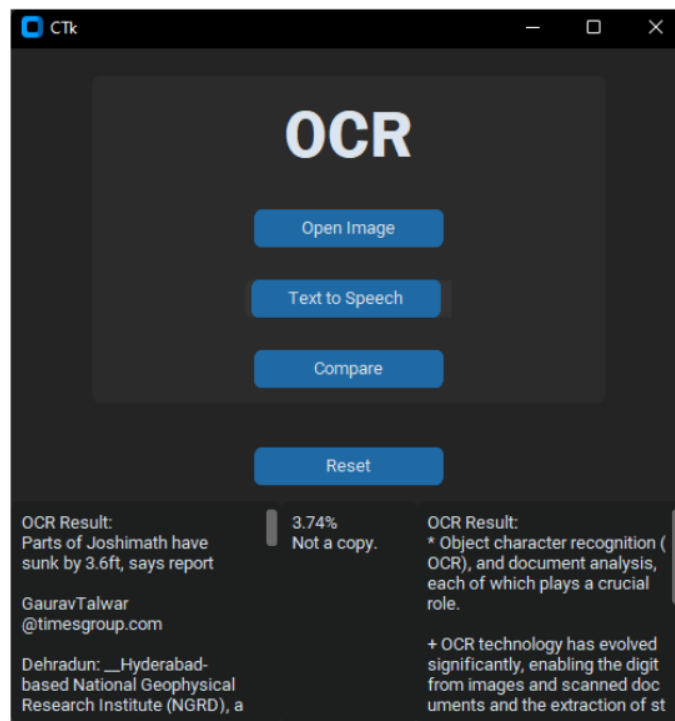 CTk
OCR
Open Image
Text to Speech
Compare
Reset
OCR Result:
Parts of Joshimath have
sunk by 3.6ft, says report
GauravTalwar
@timesgroup.com
Dehradun: __Hyderabad-
based National Geophysical
Research Institute (NGRD), a
3.74%
Not a copy.
OCR Result:
* Object character recognition (
OCR), and document analysis,
each of which plays a crucial
role.
+ OCR technology has evolved
significantly, enabling the digit
from images and scanned doc
uments and the extraction of st